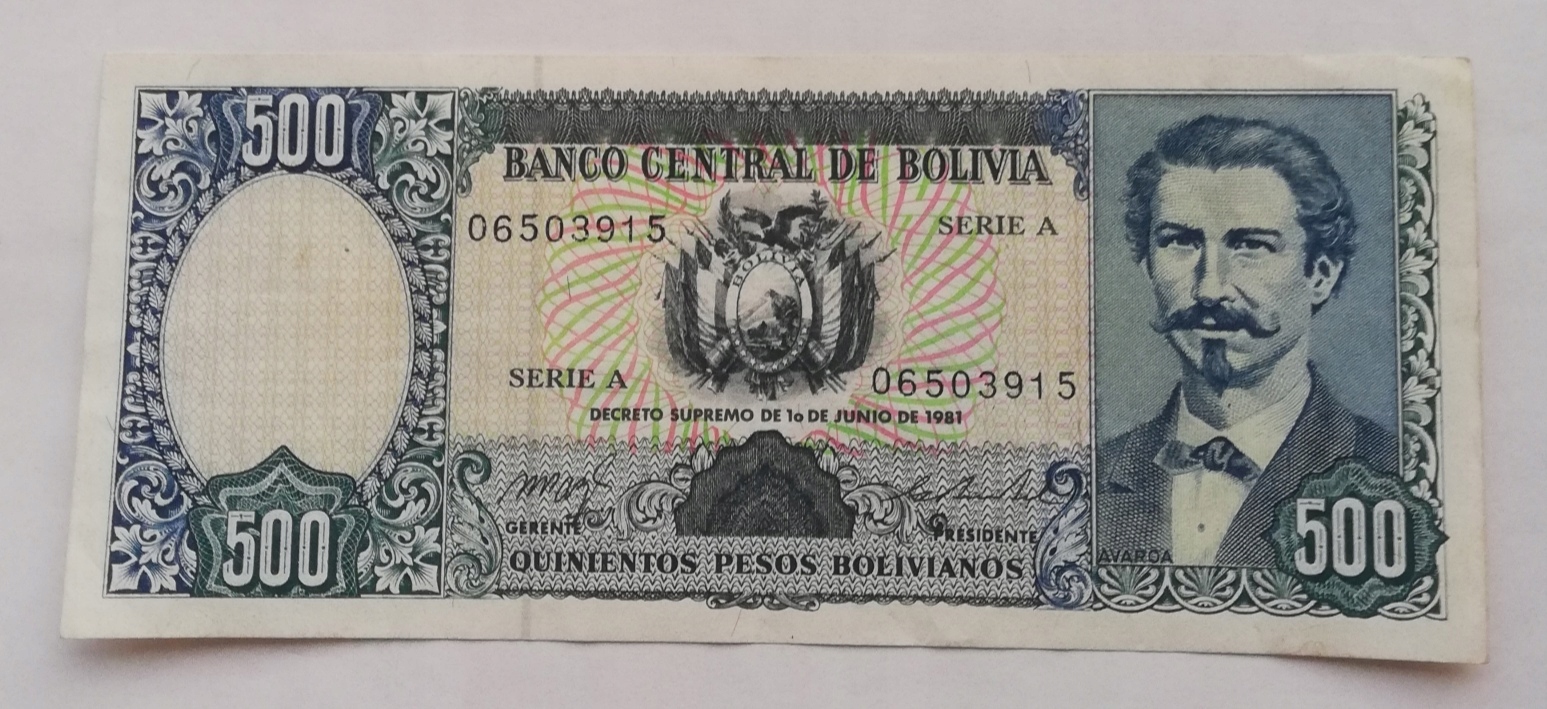 500
BANCO CENTRAL DE BOLIVIA
06503915
SERIE A
BOLIVIA
SERIE A
06503915
DECRETO SUPREMO DE 1o DE JUNIO DE 1981
GERENTE
PRESIDENTE
500
QUINIENTOS PESOS BOLIVIANOS
AVAROA
500